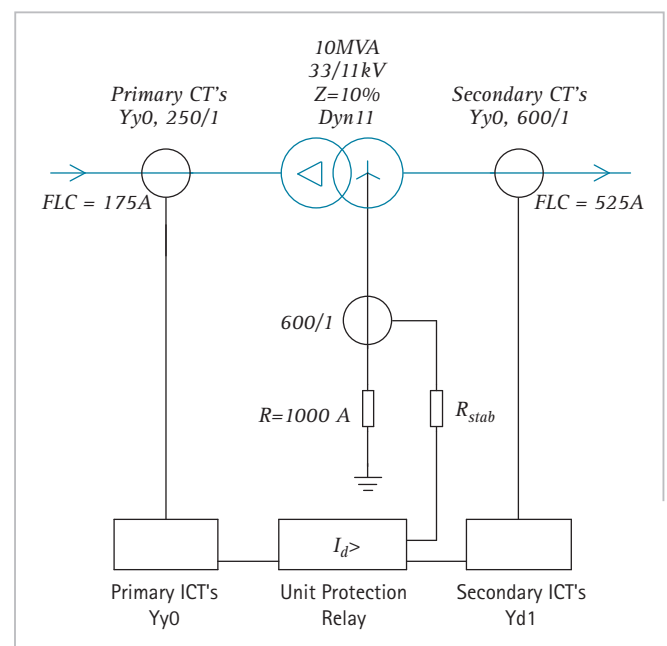 10MVA
33/11kV
Z=10%
Dyn11
Primary CT's
Yy0, 250/1
Secondary CT's
Yy0, 600/1
FLC = 175A
FLC = 525A
600/1
R=1000 A
Rstab
Id>
Primary ICT's
Yy0
Unit Protection
Relay
Secondary ICT's
Yd1